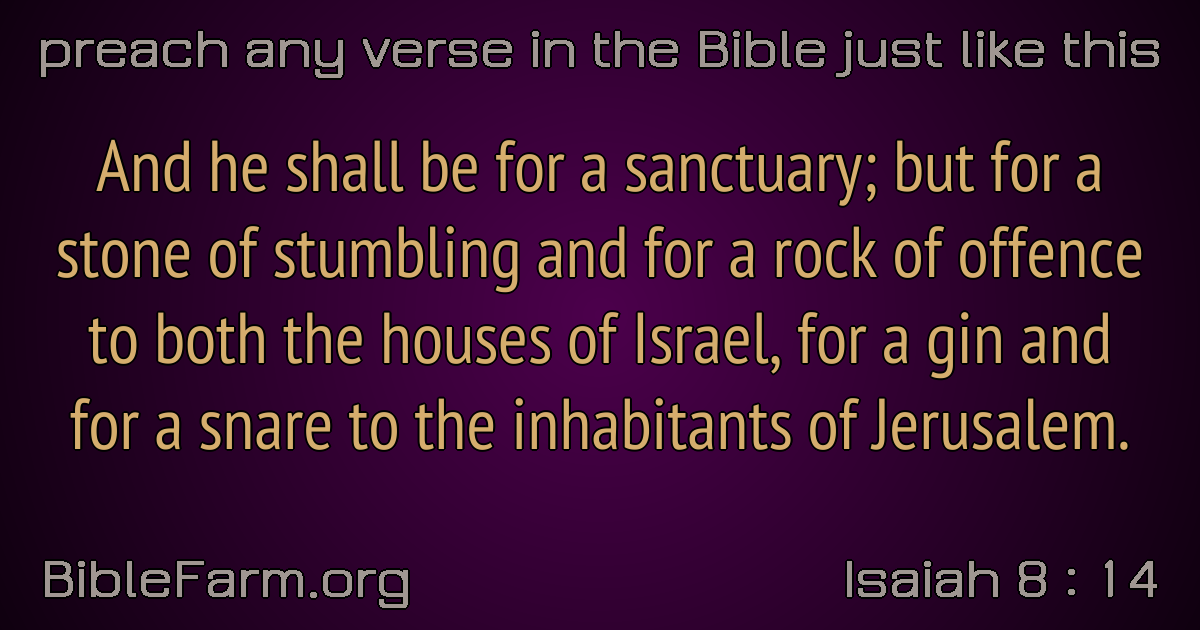 preach any verse in the Bible just like this
And he shall be for a sanctuary; but for a
stone of stumbling and for a rock of offence
to both the houses of Israel, for a gin and
for a snare to the inhabitants of Jerusalem.
BibleFarm.org
Isaiah 8 : 14